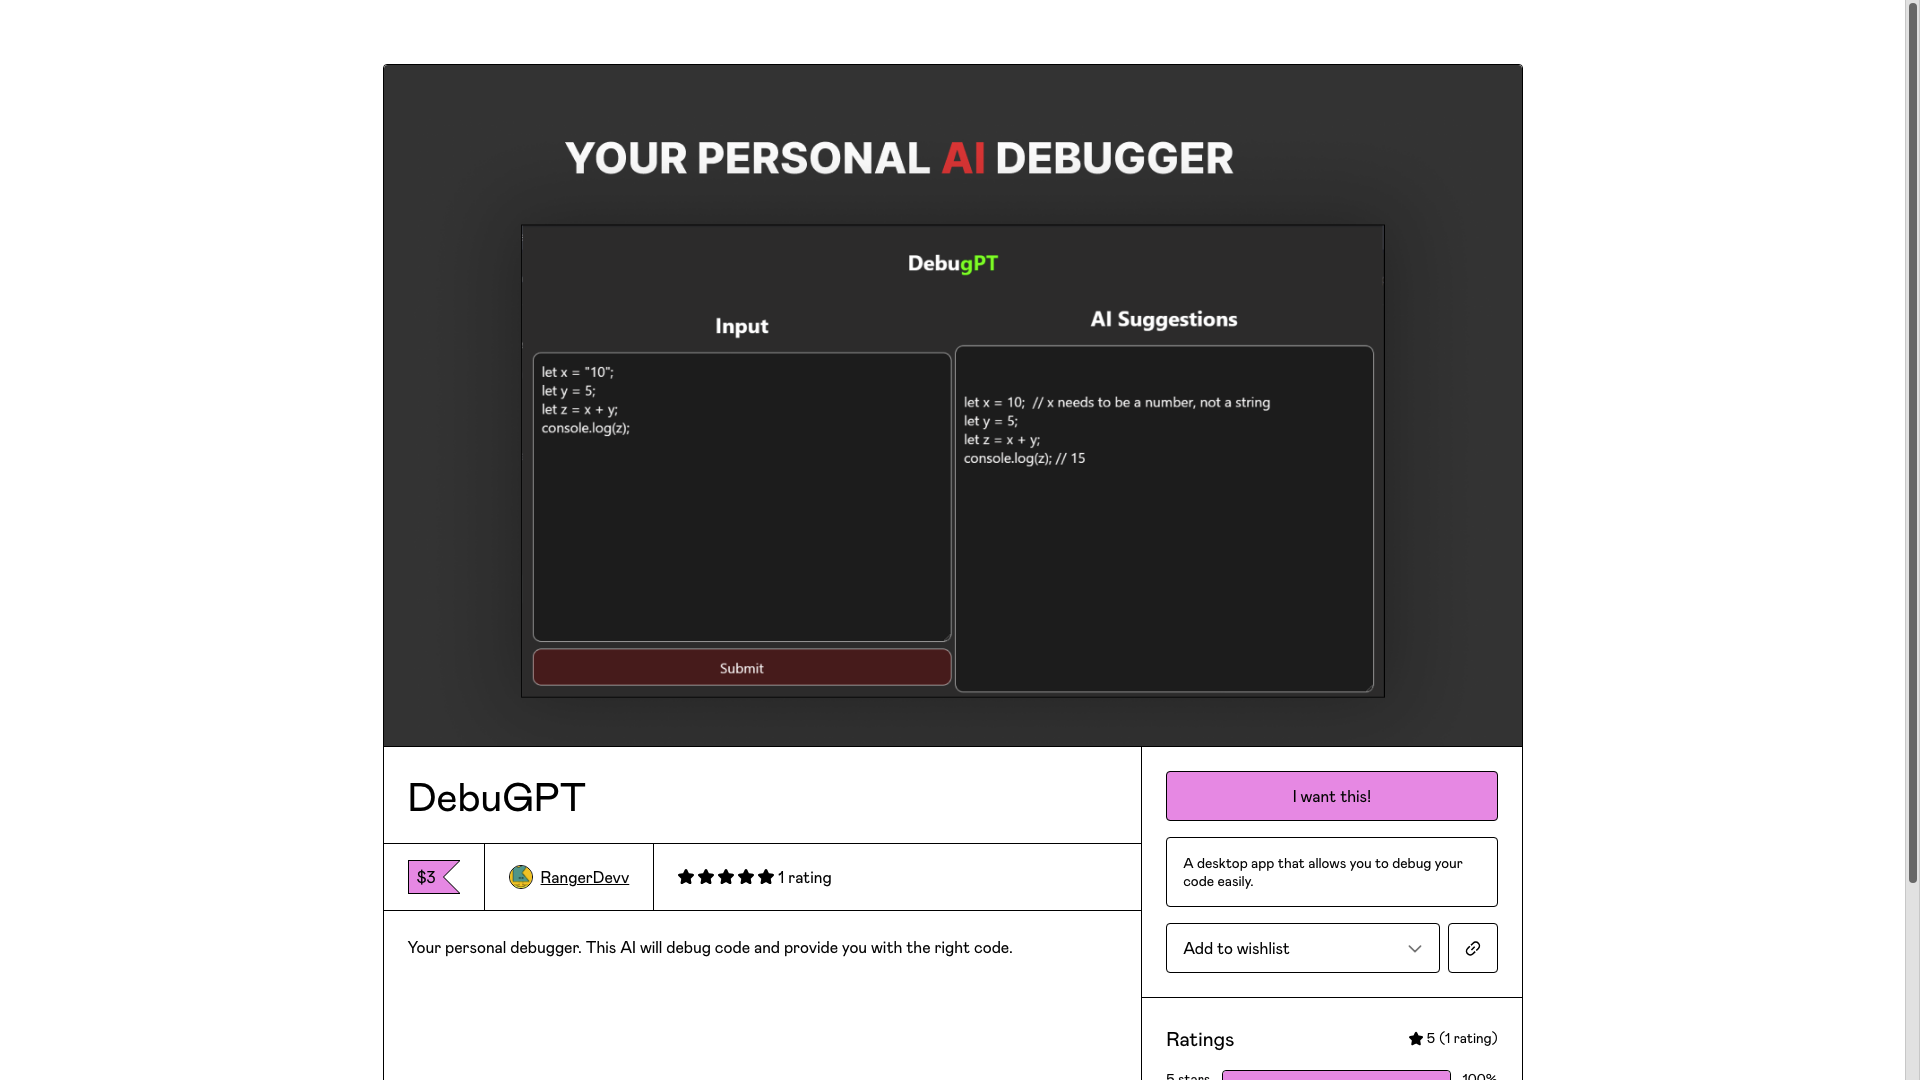 YOUR PERSONAL AI DEBUGGER
DebugPT
Input
let x = "10";
let y = 5;
let z = x + y;
console.log(z);
Submit
AI Suggestions
let x = 10;  // x needs to be a number, not a string
let y = 5;
let z = x + y;
console.log(z); // 15
DebuGPT
$3
RangerDevv
1 rating
Your personal debugger. This AI will debug code and provide you with the right code.
I want this!
A desktop app that allows you to debug your
code easily.
Add to wishlist
Ratings
5 (1 rating)
5 stars
100%